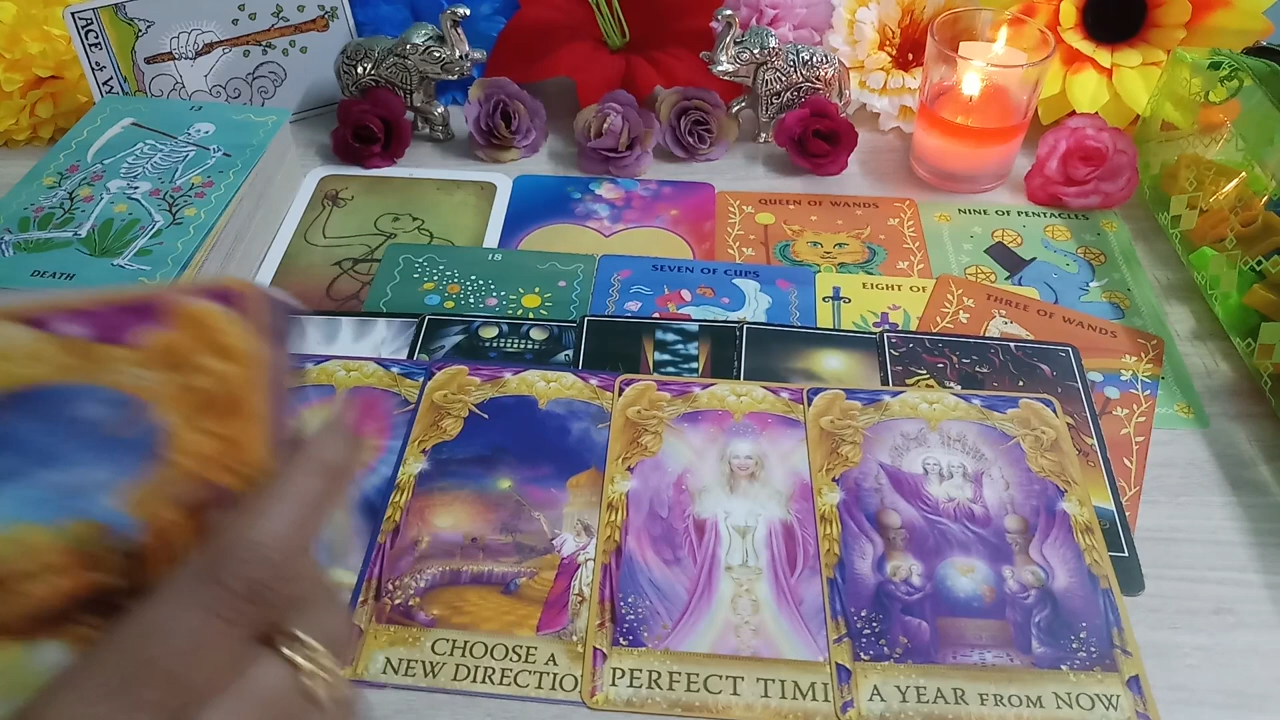 ACE of W
13
DEATH
QUEEN OF WANDS
NINE OF PENTACLES
18
SEVEN OF CUPS
EIGHT OF
THREE OF WANDS
CHOOSE A
NEW DIRECTIO
PERFECT TIMI
A YEAR FROM NOW